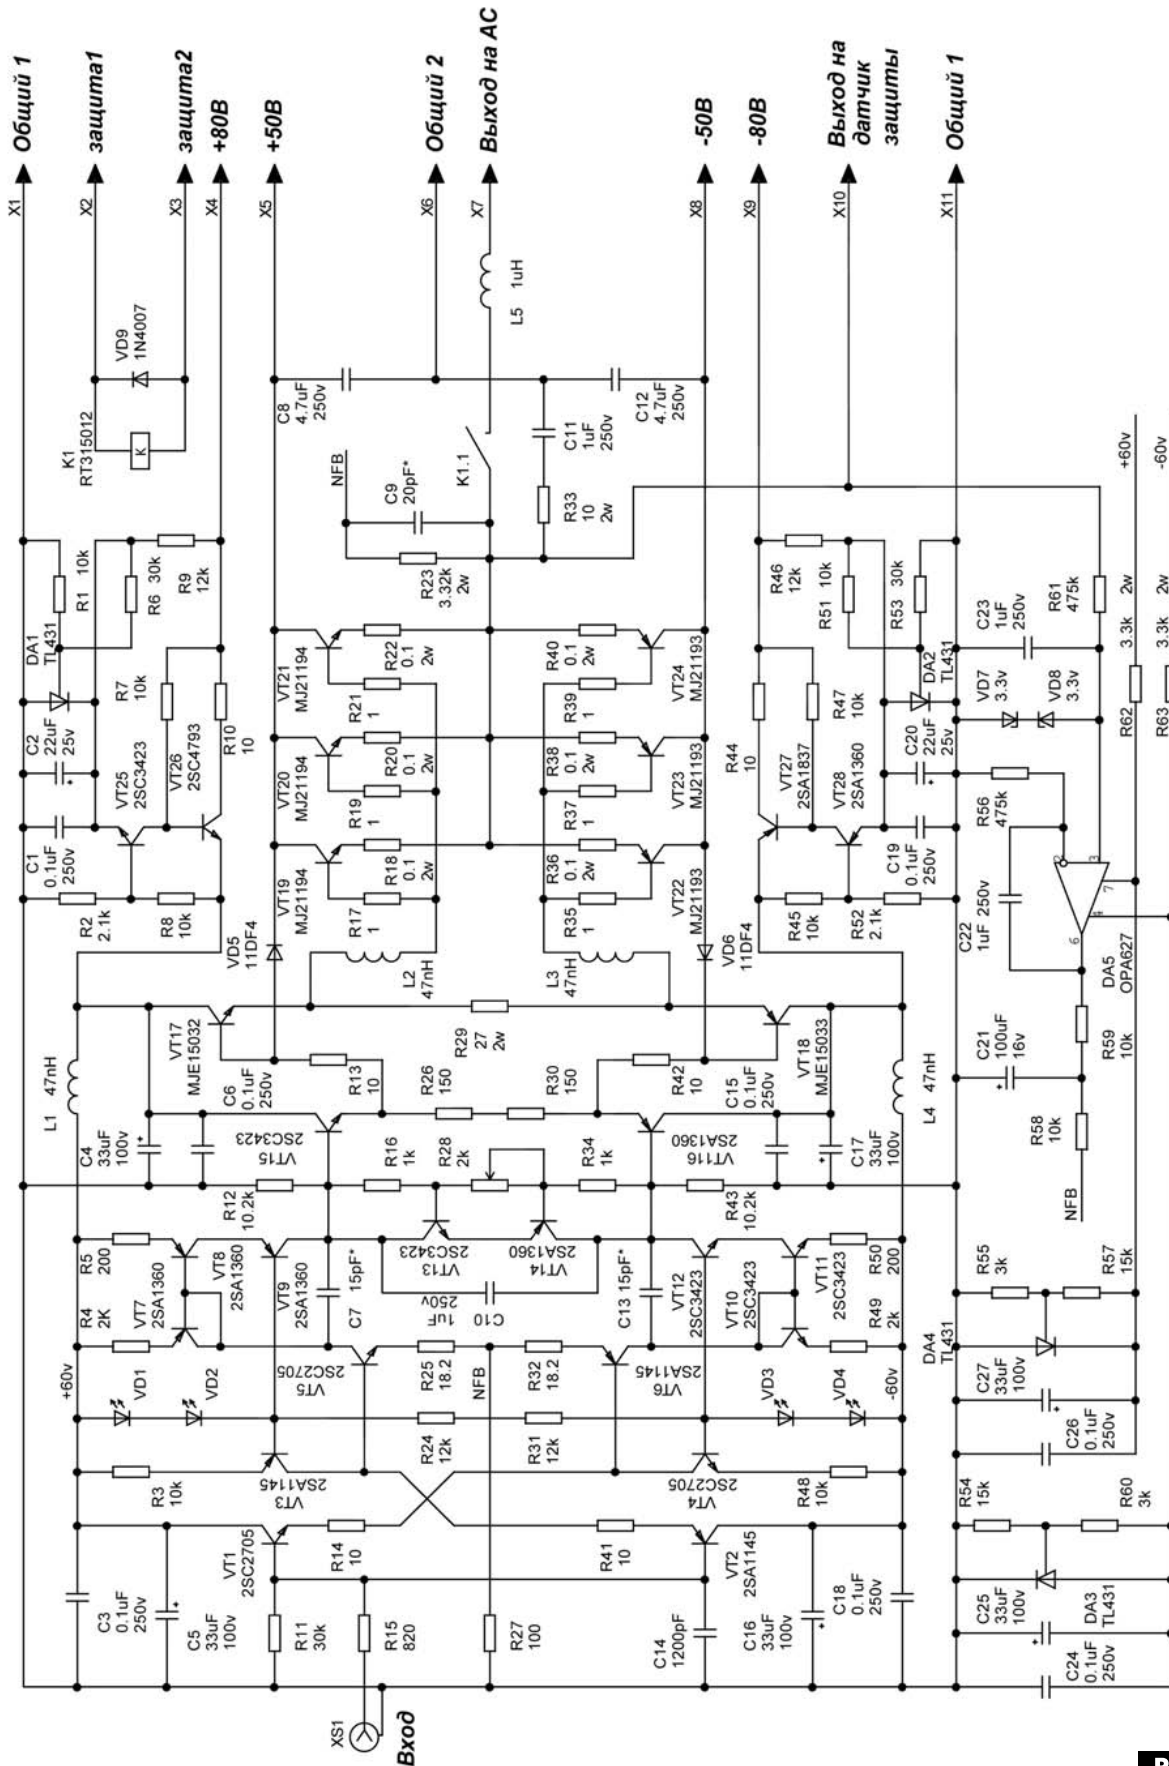 Общий 1
защита1
защита2
+80В
+50В
Общий 2
Выход на АС
-50В
-80В
Выход на
датчик
защиты
Общий 1
X1
X2
X3
X4
X5
X6
X7
X8
X9
X10
X11
K1
RT315012
K
VD9
1N4007
L5
1uH
C8
4.7uF
250v
C11
1uF
250v
C12
4.7uF
250v
NFB
C9
20pF*
K1.1
R33
10
2w
R23
3.32k
2w
DA1
TL431
R1
10k
R6
30k
R9
12k
R7
10k
C2
22uF
25v
VT25
2SC3423
VT26
2SC4793
R10
10
C1
0.1uF
250v
R2
2.1k
R8
10k
VT21
MJ21194
R22
0.1
2w
R21
1
VT20
MJ21194
R20
0.1
2w
R19
1
VT19
MJ21194
R18
0.1
2w
R17
1
R40
0.1
2w
R39
1
VT24
MJ21193
R38
0.1
2w
R37
1
VT23
MJ21193
R36
0.1
2w
R35
1
VT22
MJ21193
R46
12k
R51
10k
R53
30k
DA2
TL431
R44
10
R47
10k
C20
22uF
25v
VT27
2SA1837
VT28
2SA1360
C19
0.1uF
250v
R45
10k
R52
2.1k
C23
1uF
250v
R61
475k
VD7
3.3v
VD8
3.3v
R62
3.3k
2w
+60v
R63
3.3k
2w
-60v
R56
475k
C22
1uF 250v
2
3
7
4
6
DA5
OPA627
R59
10k
C21
100uF
16v
R58
10k
NFB
VD5
11DF4
L2
47nH
L3
47nH
VD6
11DF4
L1
47nH
VT17
MJE15032
R29
27
2w
VT18
MJE15033
L4
47nH
C6
0.1uF
250v
R13
10
R26
150
R30
150
R42
10
C15
0.1uF
250v
C4
33uF
100v
VT15
2SC3423
R16
1k
R28
2k
R34
1k
VT116
2SA1360
C17
33uF
100v
R12
10.2k
R43
10.2k
R5
200
R4
2K
VT7
2SA1360
VT8
2SA1360
VT9
2SA1360
15pF*
C7
VT13
2SC3423
VT14
2SA1360
C10
1uF
250v
C13
15pF*
VT12
2SC3423
VT10
2SC3423
VT11
2SC3423
R50
200
R49
2k
+60v
VD1
VD2
VT5
2SC2705
R25
18.2
NFB
R32
18.2
VT6
2SA1145
VD3
VD4
-60v
R24
12k
R31
12k
R3
10k
VT3
2SA1145
VT4
2SC2705
R48
10k
VT1
2SC2705
R14
10
R41
10
VT2
2SA1145
C3
0.1uF
250v
C5
33uF
100v
R11
30k
R15
820
R27
100
C14
1200pF
C16
33uF
100v
C18
0.1uF
250v
XS1
Вход
R55
3k
R57
15k
DA4
TL431
C27
33uF
100v
C26
0.1uF
250v
R54
15k
R60
3k
C25
33uF
100v
DA3
TL431
C24
0.1uF
250v